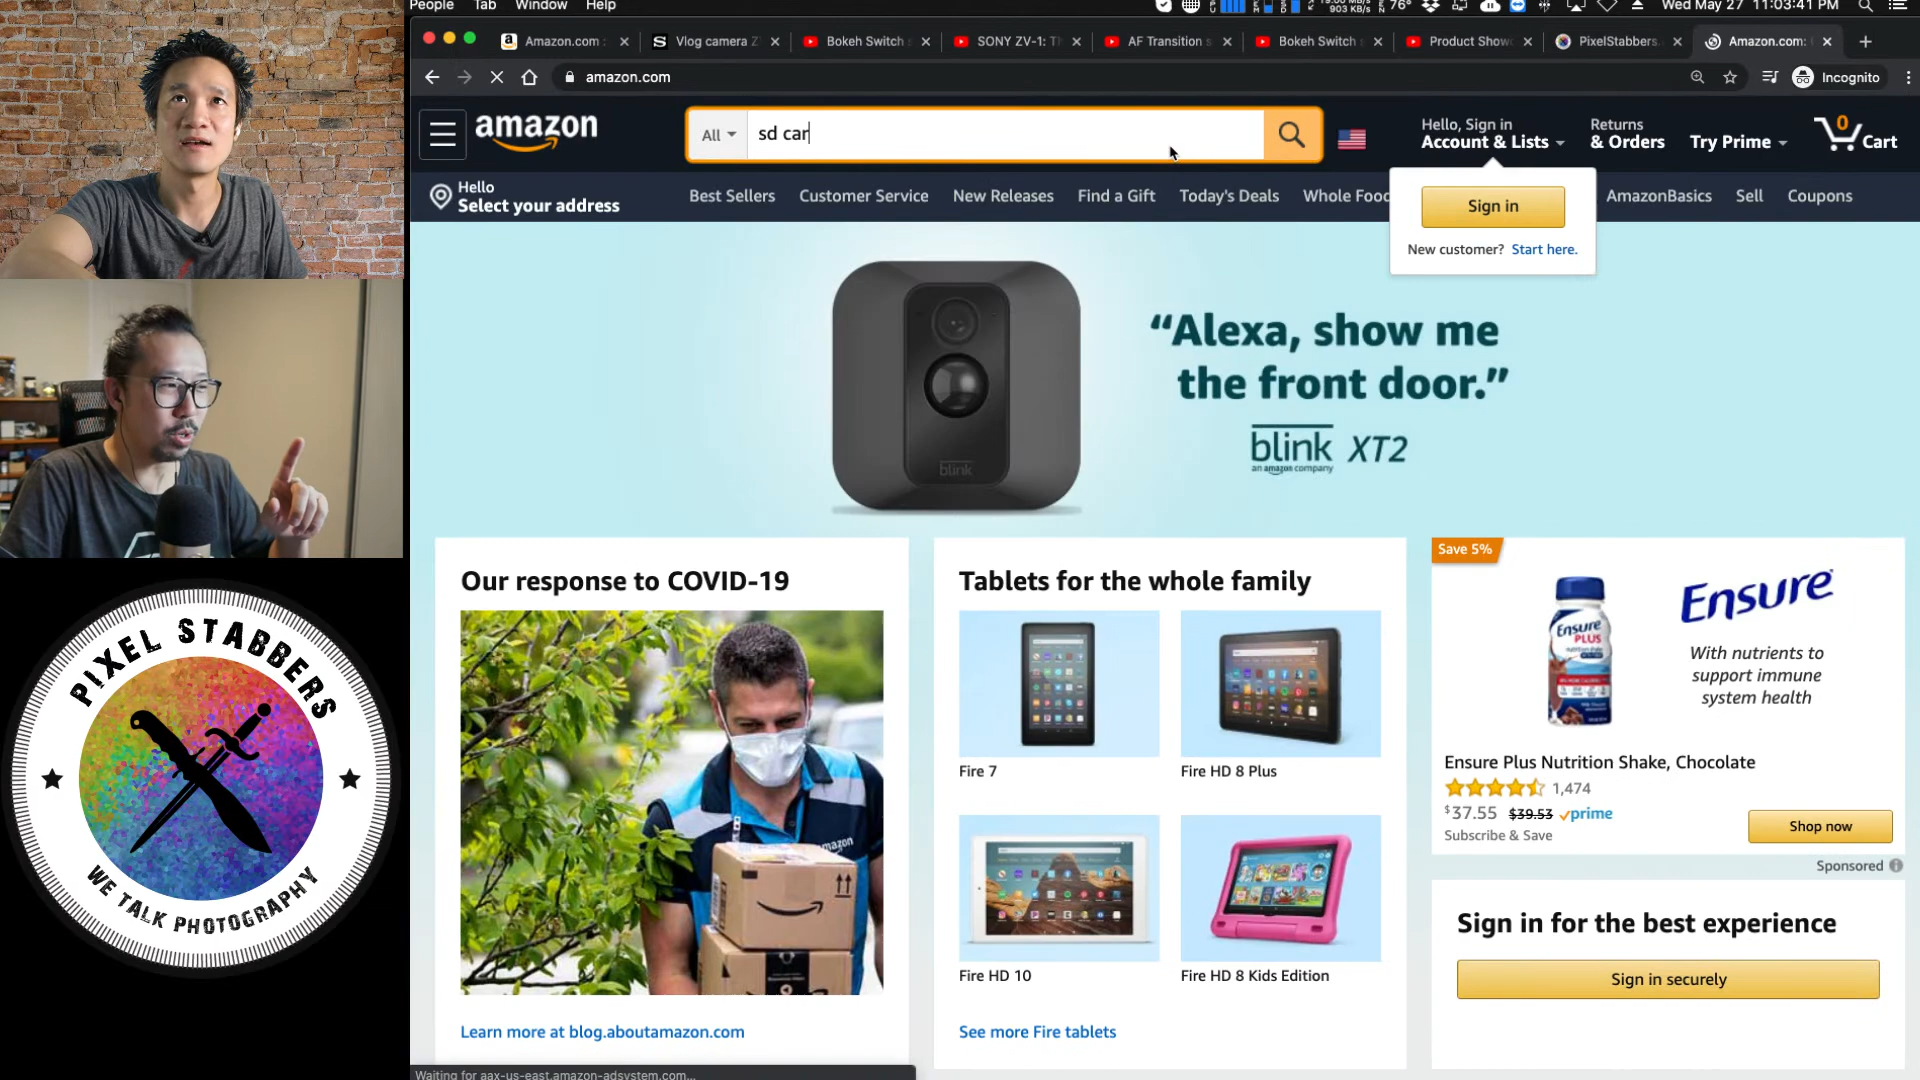 People Tab Window Help
903 KB/s 76° Wed May 27 11:03:41 PM
Amazon.com :
Vlog camera Z
Bokeh Switch
SONY ZV-1: T
AF Transition s
Bokeh Switch
Product Show
PixelStabbers.
Amazon.com:
amazon.com
Incognito
amazon
All
sd car
Hello, Sign in
Account & Lists
Returns
& Orders
Try Prime
0
Cart
Hello
Select your address
Best Sellers
Customer Service
New Releases
Find a Gift
Today's Deals
Whole Food
AmazonBasics
Sell
Coupons
Sign in
New customer? Start here.
“Alexa, show me
the front door.”
blink XT2
an amazon company
blink
Our response to COVID-19
amazon
Learn more at blog.aboutamazon.com
Tablets for the whole family
Fire 7
Fire HD 8 Plus
Fire HD 10
Fire HD 8 Kids Edition
See more Fire tablets
Save 5%
Ensure
PLUS
Ensure
With nutrients to
support immune
system health
Ensure Plus Nutrition Shake, Chocolate
1,474
$37.55 $39.53 prime
Subscribe & Save
Shop now
Sponsored
Sign in for the best experience
Sign in securely
Waiting for aax-us-east.amazon-adsystem.com...
PIXEL STABBERS
WE TALK PHOTOGRAPHY